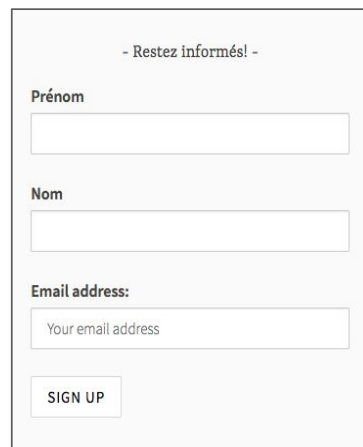 - Restez informés! -
Prénom
Nom
Email address:
Your email address
SIGN UP